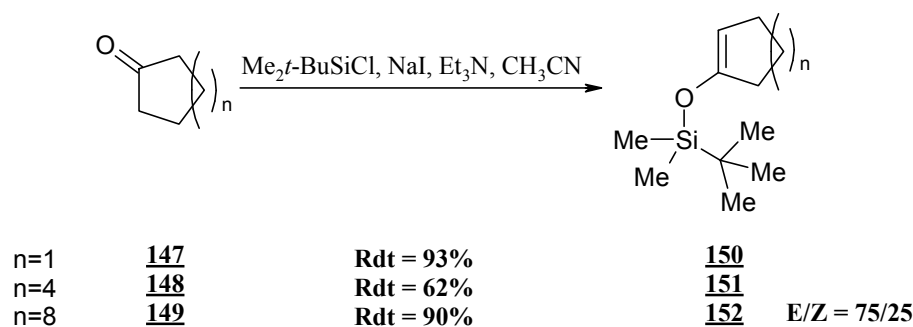 O
Me₂t-BuSiCl, NaI, Et₃N, CH₃CN
( )n
( )n
O
Me Si Me
Me Me
Me
n=1 147 Rdt = 93% 150
n=4 148 Rdt = 62% 151
n=8 149 Rdt = 90% 152 E/Z = 75/25